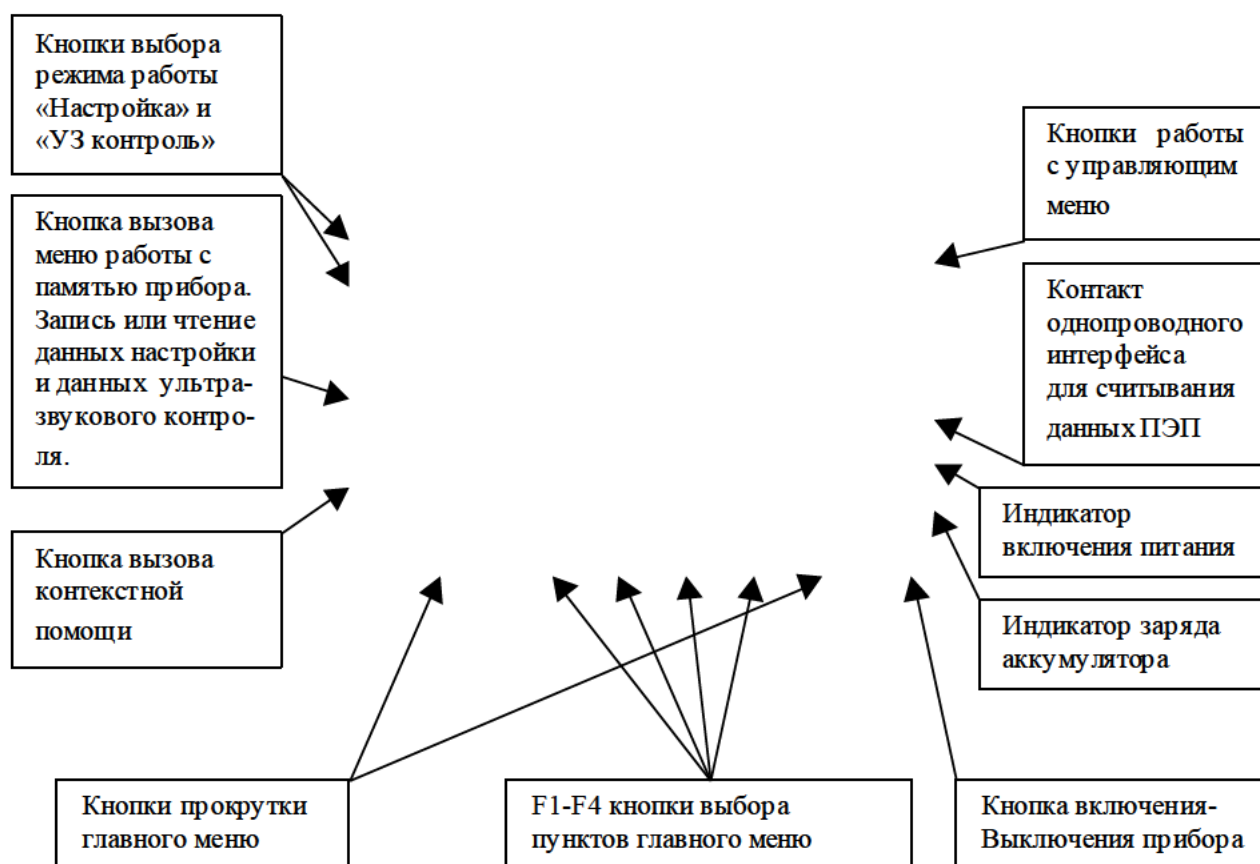 Кнопки выбора
режима работы
«Настройка» и
«УЗ контроль»
Кнопка вызова
меню работы с
памятью прибора.
Запись или чтение
данных настройки
и данных ультра-
звукового контро-
ля.
Кнопка вызова
контекстной
помощи
Кнопки работы
с управляющим
меню
Контакт
однопроводного
интерфейса
для считывания
данных ПЭП
Индикатор
включения питания
Индикатор заряда
аккумулятора
Кнопки прокрутки
главного меню
F1-F4 кнопки выбора
пунктов главного меню
Кнопка включения-
Выключения прибора